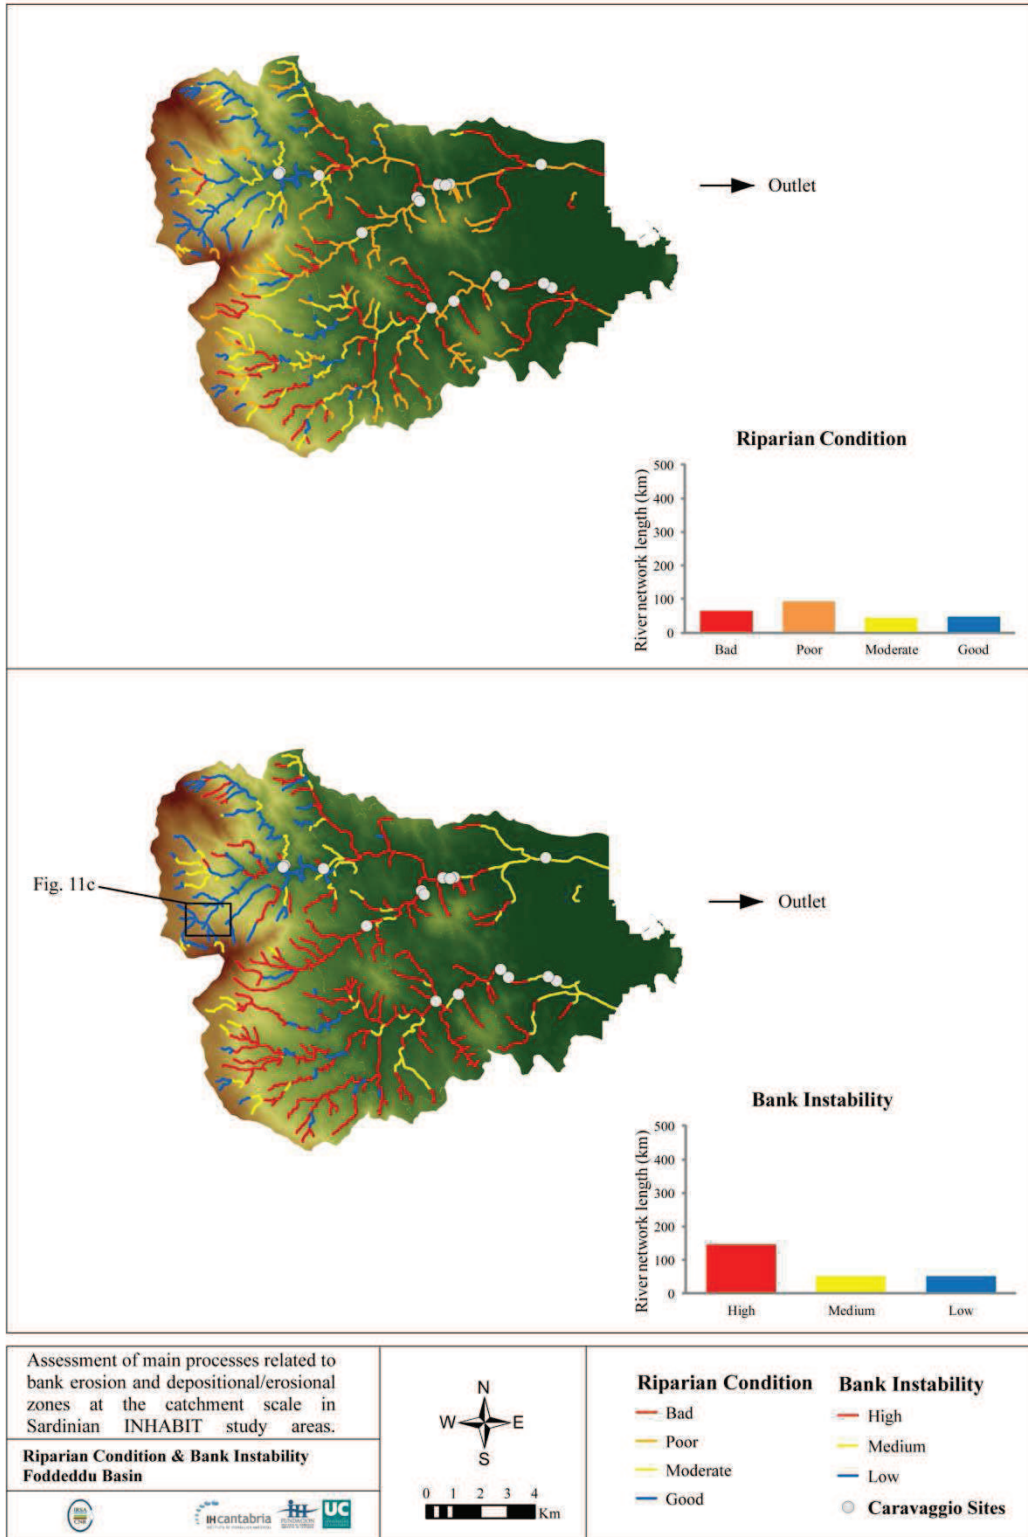 Outlet
Riparian Condition
River network length (km)
500
400
300
200
100
0
Bad
Poor
Moderate
Good
Fig. 11c
Outlet
Bank Instability
River network length (km)
500
400
300
200
100
0
High
Medium
Low
Assessment of main processes related to
bank erosion and depositional/erosional
zones at the catchment scale in
Sardinian INHABIT study areas.
Riparian Condition & Bank Instability
Foddeddu Basin
IHcantabria
IH
UC
N
W
E
S
0 1 2 3 4
Km
Riparian Condition
Bad
Poor
Moderate
Good
Bank Instability
High
Medium
Low
Caravaggio Sites